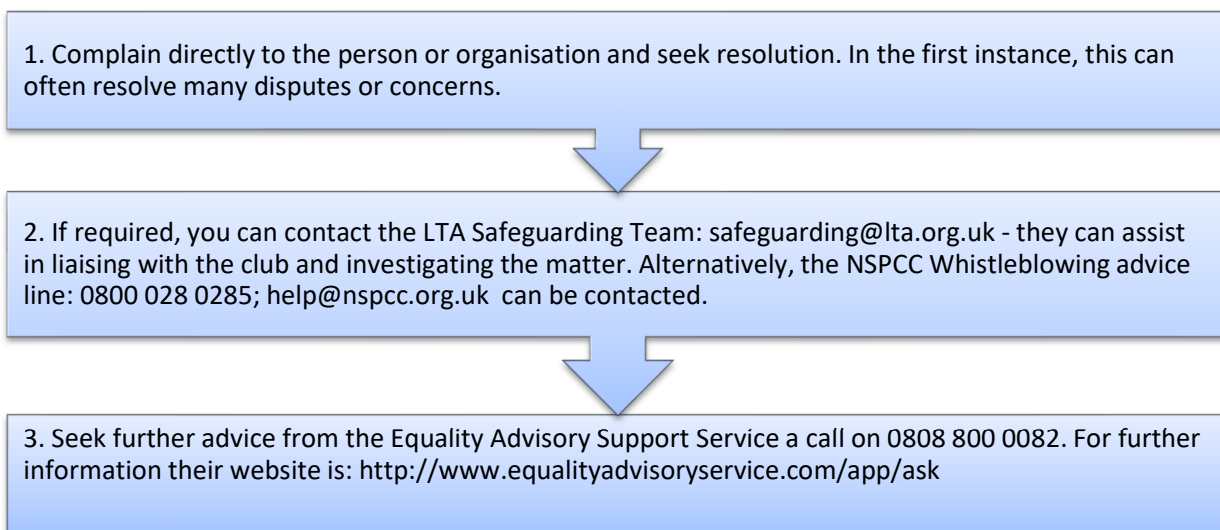 1. Complain directly to the person or organisation and seek resolution. In the first instance, this can
often resolve many disputes or concerns.
2. If required, you can contact the LTA Safeguarding Team: safeguarding@lta.org.uk - they can assist
in liaising with the club and investigating the matter. Alternatively, the NSPCC Whistleblowing advice
line: 0800 028 0285; help@nspcc.org.uk can be contacted.
3. Seek further advice from the Equality Advisory Support Service a call on 0808 800 0082. For further
information their website is: http://www.equalityadvisoryservice.com/app/ask